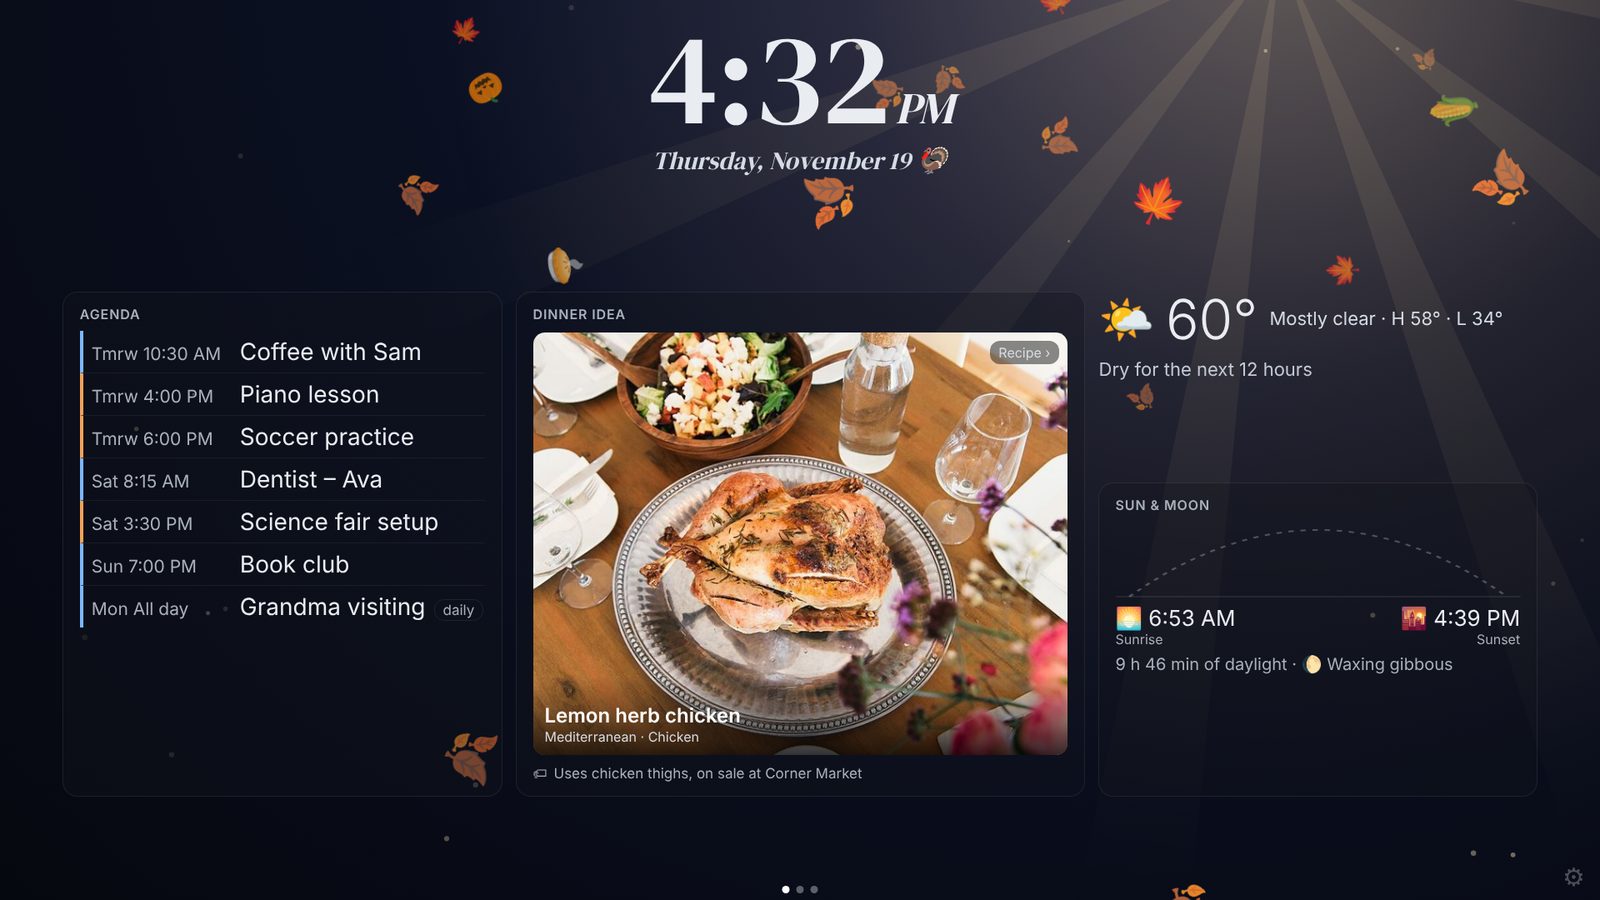 4:32 PM
Thursday, November 19
AGENDA
Tmrw 10:30 AM Coffee with Sam
Tmrw 4:00 PM Piano lesson
Tmrw 6:00 PM Soccer practice
Sat 8:15 AM Dentist – Ava
Sat 3:30 PM Science fair setup
Sun 7:00 PM Book club
Mon All day Grandma visiting daily
DINNER IDEA
Recipe ›
Lemon herb chicken
Mediterranean · Chicken
Uses chicken thighs, on sale at Corner Market
60° Mostly clear · H 58° · L 34°
Dry for the next 12 hours
SUN & MOON
6:53 AM 4:39 PM
Sunrise Sunset
9 h 46 min of daylight · Waxing gibbous